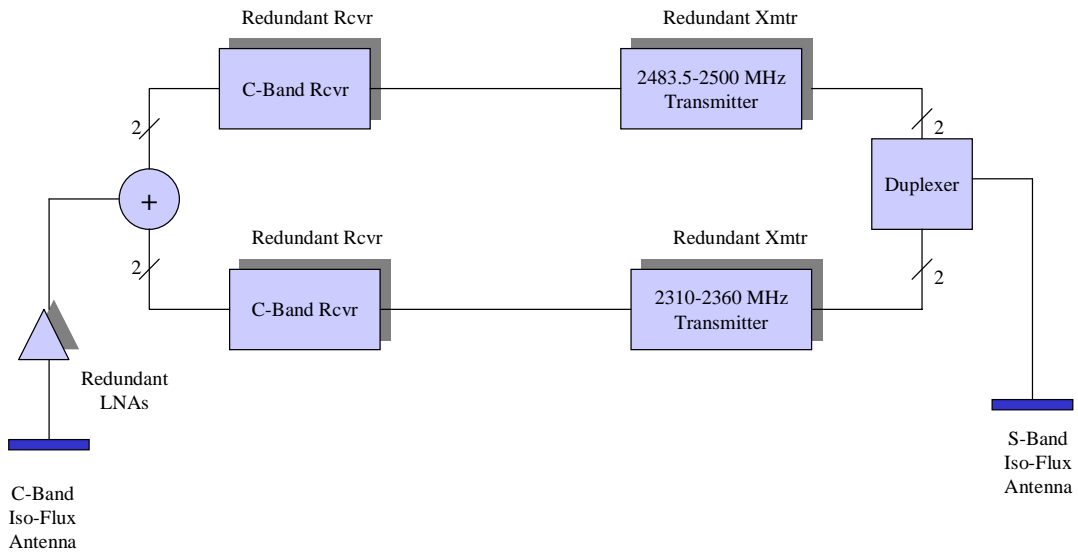 Redundant Rcvr
Redundant Xmtr
C-Band Rcvr
2483.5-2500 MHz
Transmitter
2
2
Duplexer
+
Redundant Rcvr
Redundant Xmtr
2
2
C-Band Rcvr
2310-2360 MHz
Transmitter
Redundant
LNAs
S-Band
Iso-Flux
Antenna
C-Band
Iso-Flux
Antenna